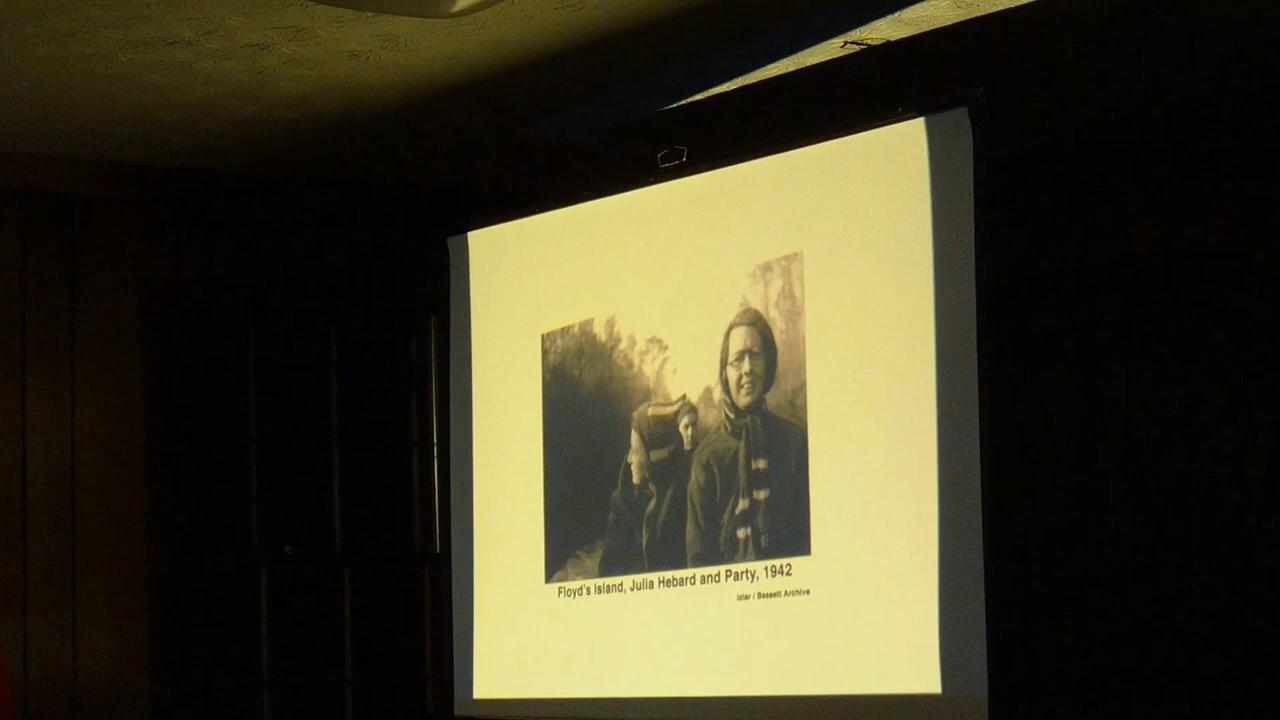 Floyd's Island, Julia Hebard and Party, 1942
Izlar / Bassett Archive